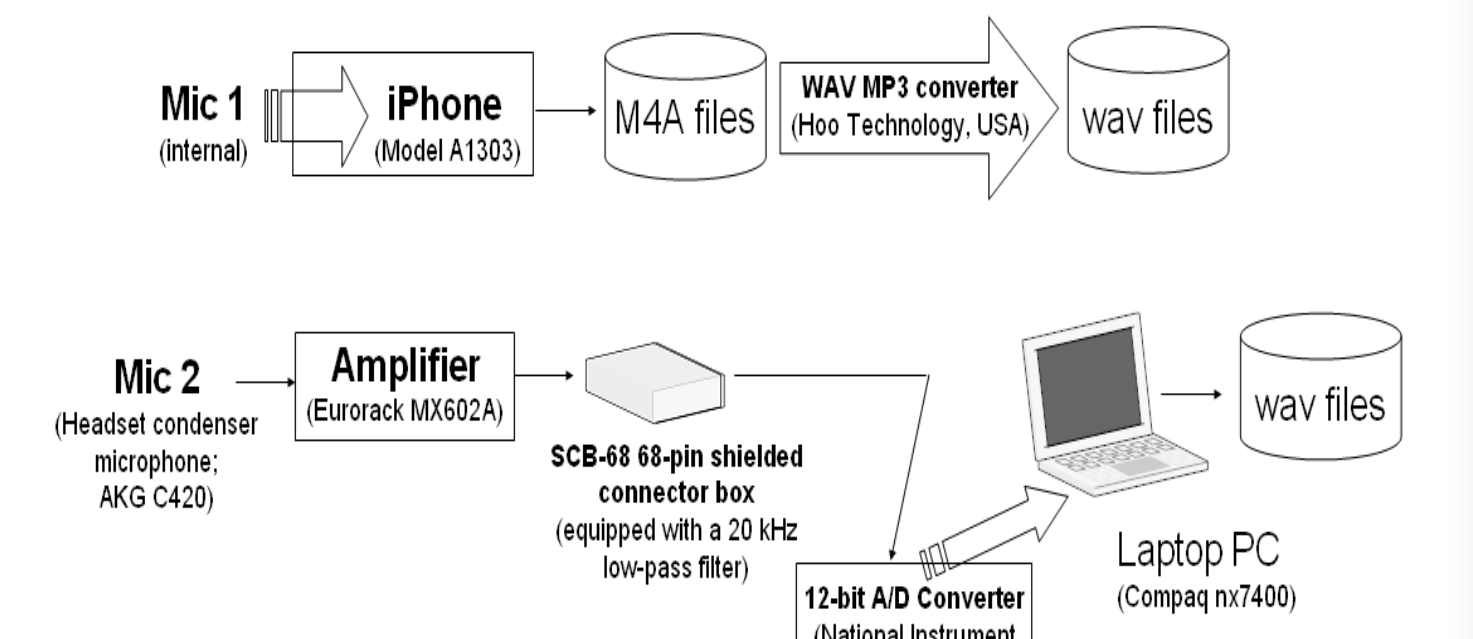 Mic 1
(internal)
iPhone
(Model A1303)
M4A files
WAV MP3 converter
(Hoo Technology, USA)
wav files
Mic 2
(Headset condenser
microphone;
AKG C420)
Amplifier
(Eurorack MX602A)
SCB-68 68-pin shielded
connector box
(equipped with a 20 kHz
low-pass filter)
12-bit A/D Converter
(National Instrument
Laptop PC
(Compaq nx7400)
wav files